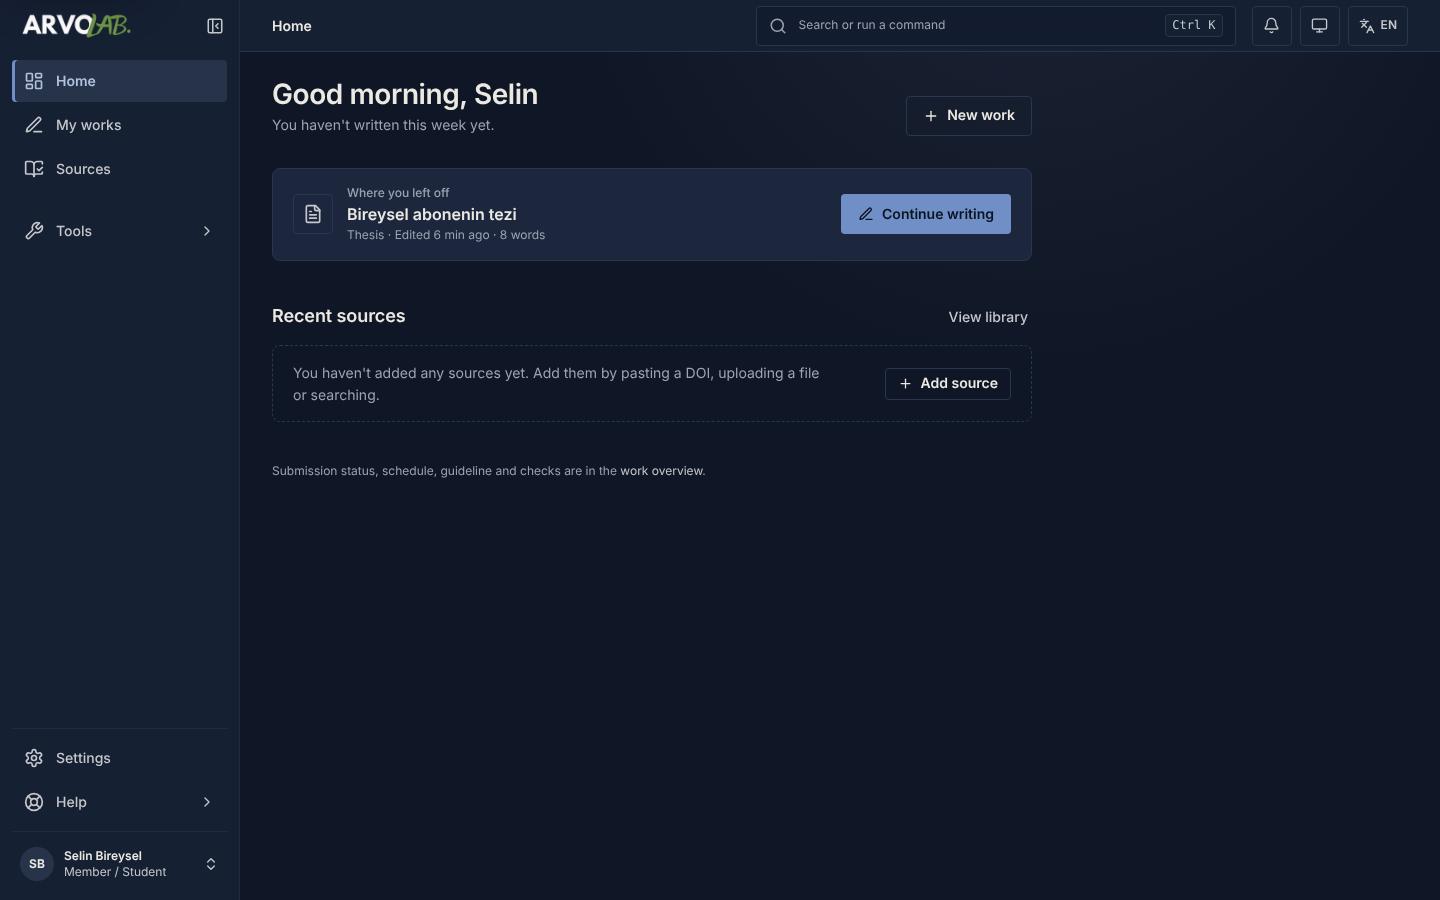 ARVOLAB.
Home
Search or run a command
Ctrl K
EN
Home
My works
Sources
Tools
Good morning, Selin
You haven't written this week yet.
New work
Where you left off
Bireysel abonenin tezi
Thesis · Edited 6 min ago · 8 words
Continue writing
Recent sources
View library
You haven't added any sources yet. Add them by pasting a DOI, uploading a file
or searching.
Add source
Submission status, schedule, guideline and checks are in the work overview.
Settings
Help
SB
Selin Bireysel
Member / Student